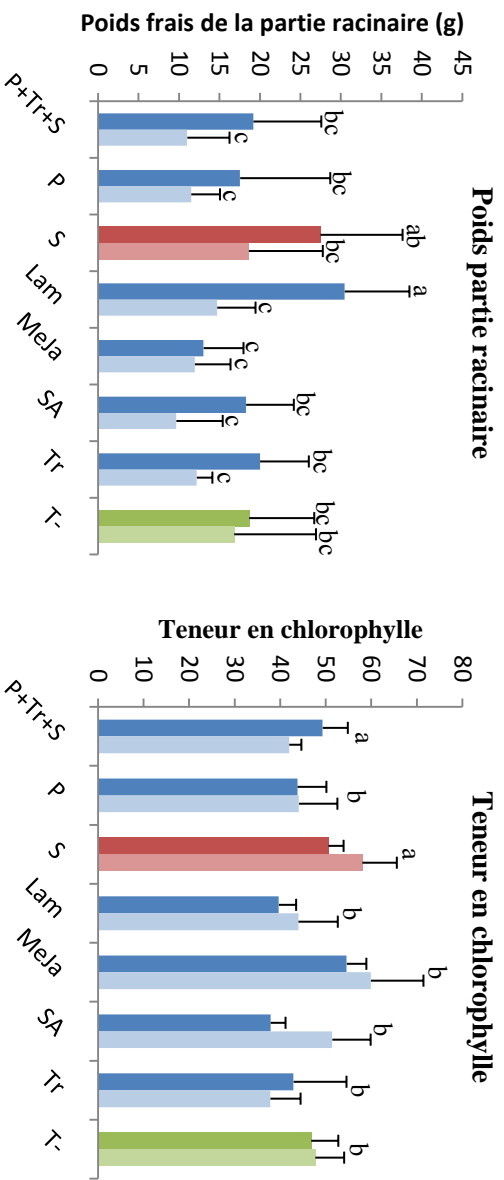 Poids partie racinaire
Poids frais de la partie racinaire (g)
45
40
35
30
25
20
15
10
5
0
bc
c
bc
c
ab
bc
a
c
c
c
bc
c
bc
c
bc
bc
P+Tr+S
P
S
Lam
MeJa
SA
Tr
T-
Teneur en chlorophylle
Teneur en chlorophylle
80
70
60
50
40
30
20
10
0
a
b
a
b
b
b
b
b
P+Tr+S
P
S
Lam
MeJa
SA
Tr
T-